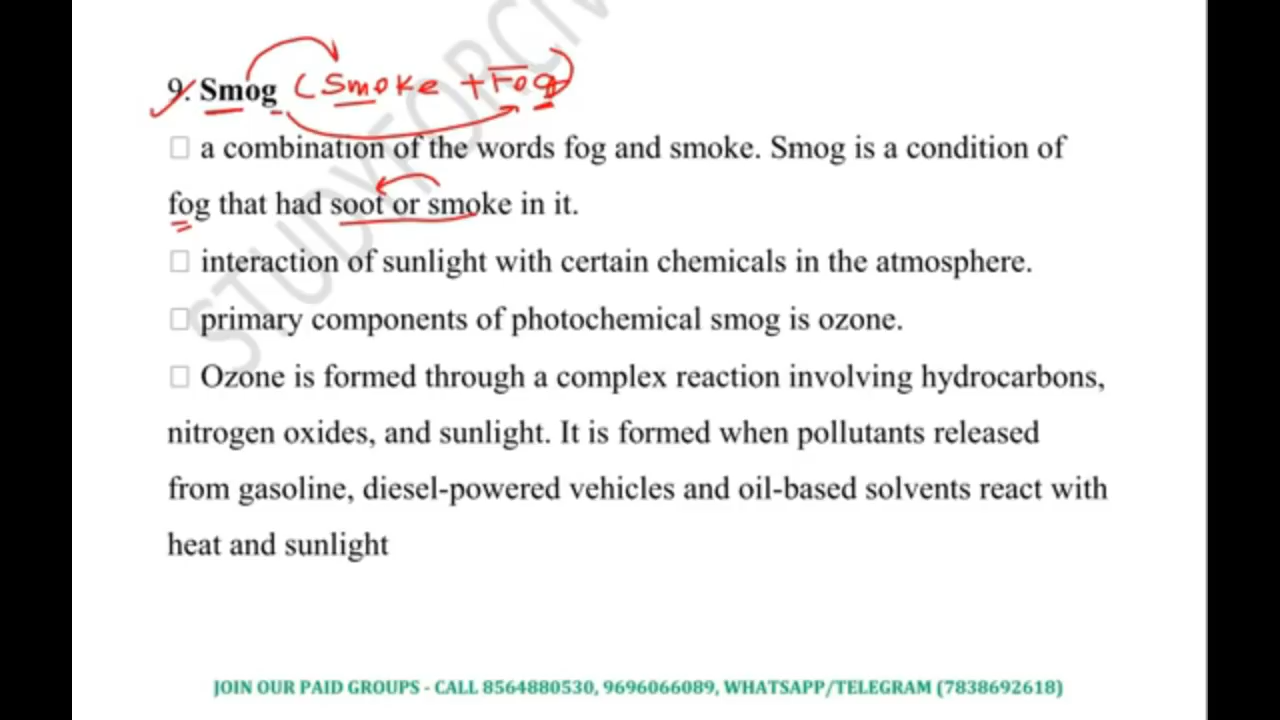 9. Smog (Smoke + Fog)
□ a combination of the words fog and smoke. Smog is a condition of
fog that had soot or smoke in it.
□ interaction of sunlight with certain chemicals in the atmosphere.
□ primary components of photochemical smog is ozone.
□ Ozone is formed through a complex reaction involving hydrocarbons,
nitrogen oxides, and sunlight. It is formed when pollutants released
from gasoline, diesel-powered vehicles and oil-based solvents react with
heat and sunlight
STUDYFORCIV
JOIN OUR PAID GROUPS - CALL 8564880530, 9696066089, WHATSAPP/TELEGRAM (7838692618)